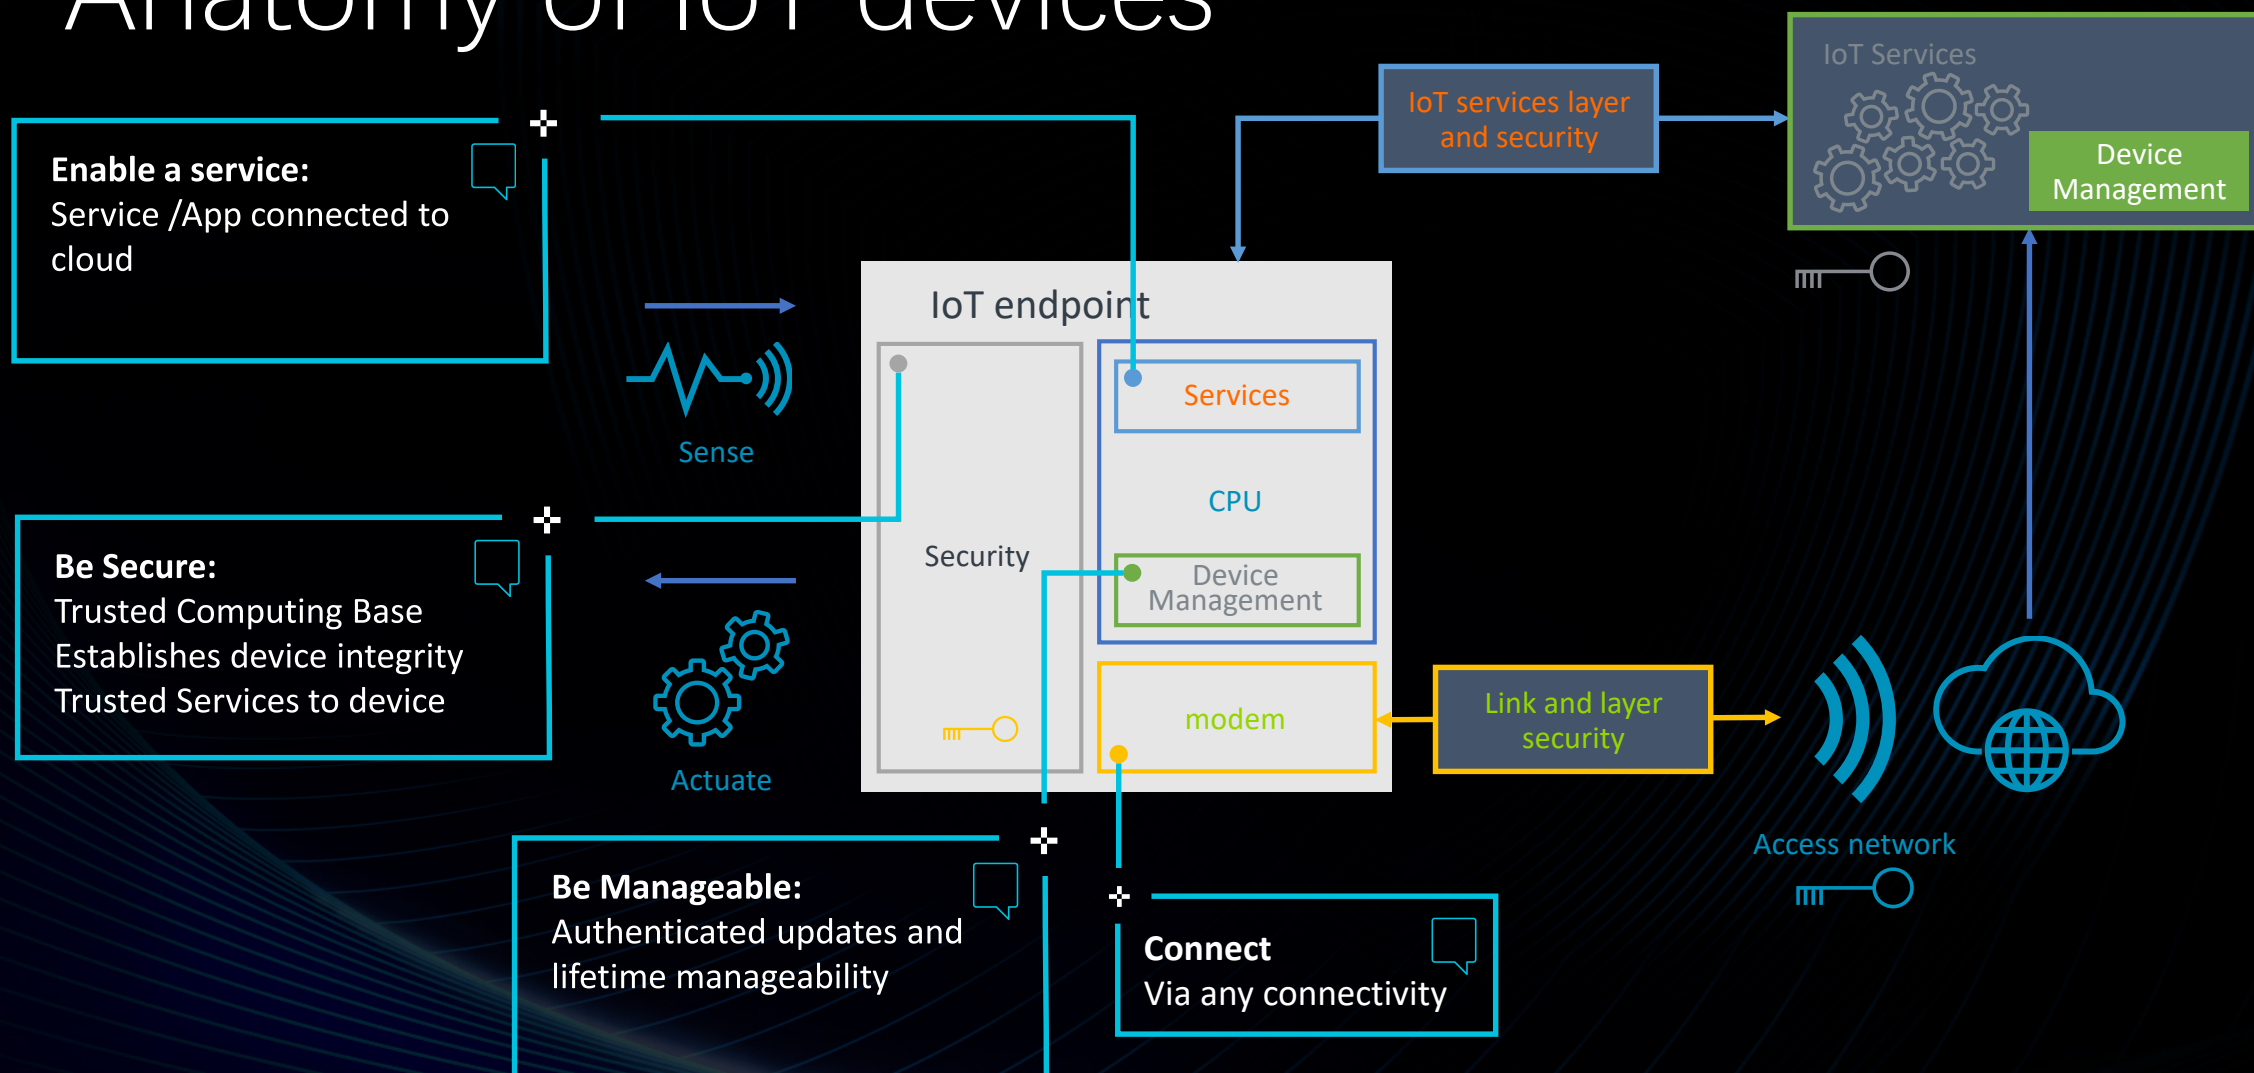 Anatomy of IoT devices
IoT services layer
and security
IoT Services
Device
Management
Enable a service:
Service /App connected to
cloud
Sense
IoT endpoint
Services
CPU
Security
Device
Management
modem
Be Secure:
Trusted Computing Base
Establishes device integrity
Trusted Services to device
Actuate
Link and layer
security
Access network
Be Manageable:
Authenticated updates and
lifetime manageability
Connect
Via any connectivity